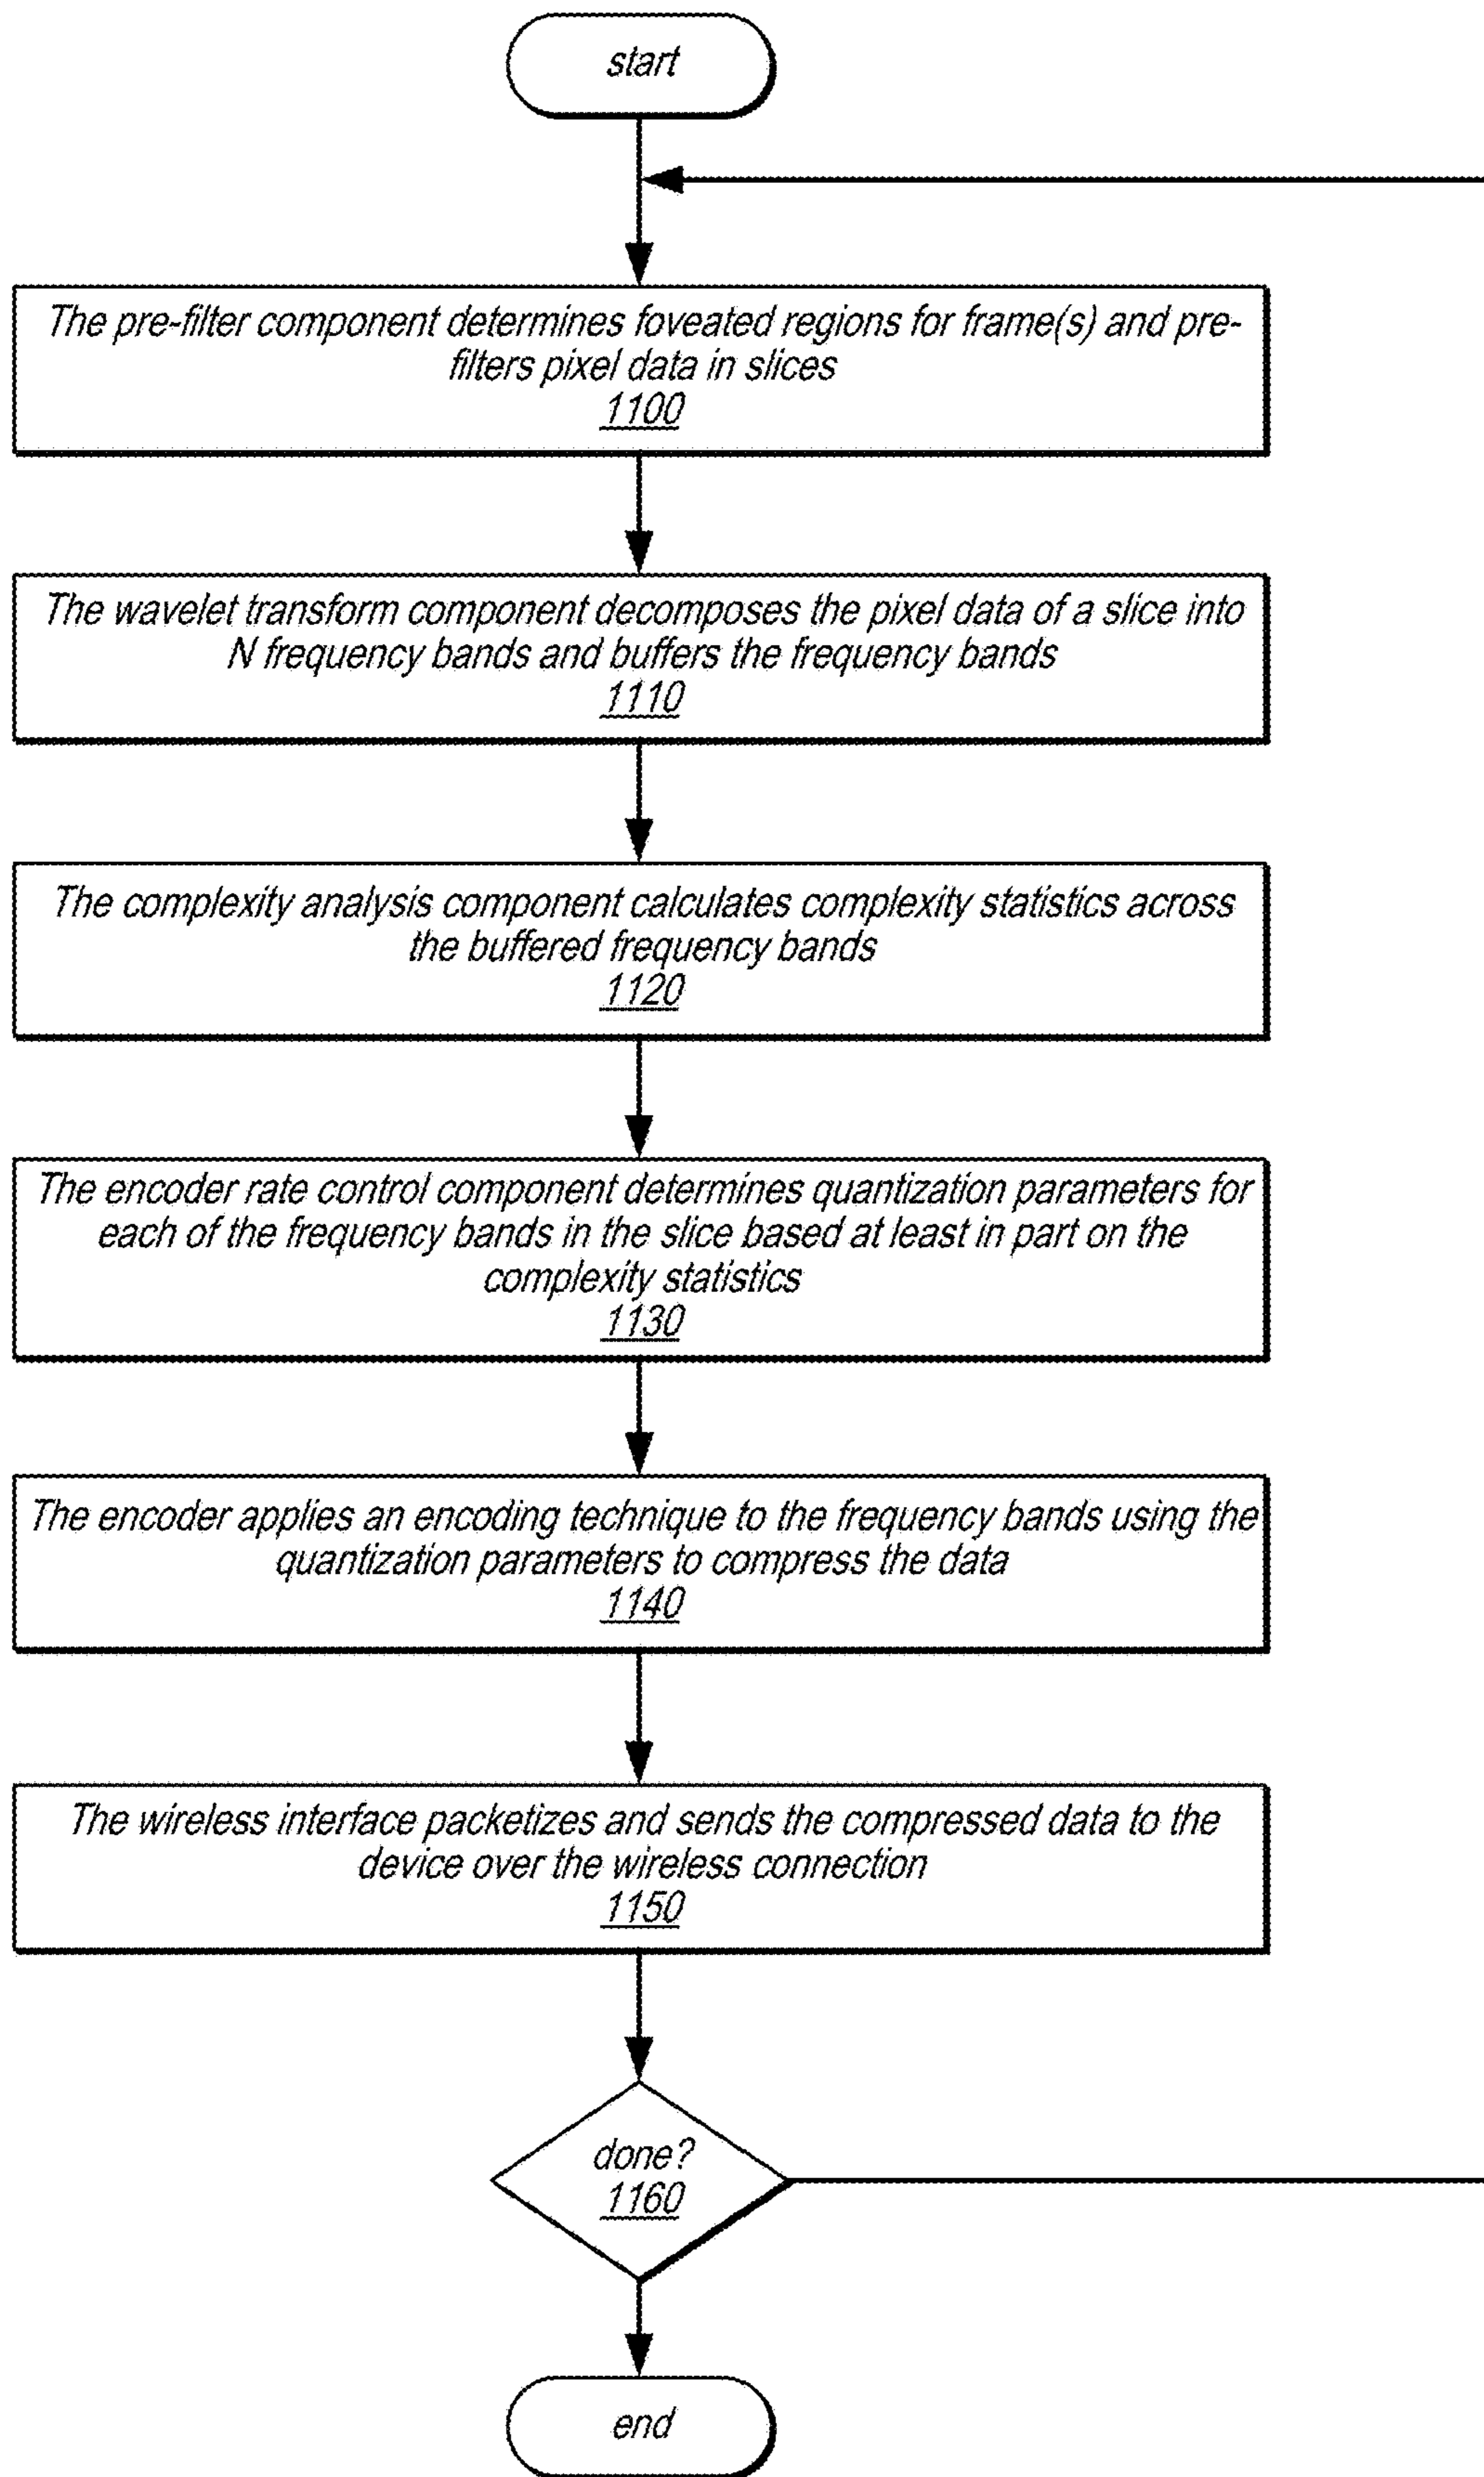 start
The pre-filter component determines foveated regions for frame(s) and pre-
filters pixel data in slices
1100
The wavelet transform component decomposes the pixel data of a slice into
N frequency bands and buffers the frequency bands
1110
The complexity analysis component calculates complexity statistics across
the buffered frequency bands
1120
The encoder rate control component determines quantization parameters for
each of the frequency bands in the slice based at least in part on the
complexity statistics
1130
The encoder applies an encoding technique to the frequency bands using the
quantization parameters to compress the data
1140
The wireless interface packetizes and sends the compressed data to the
device over the wireless connection
1150
done?
1160
end